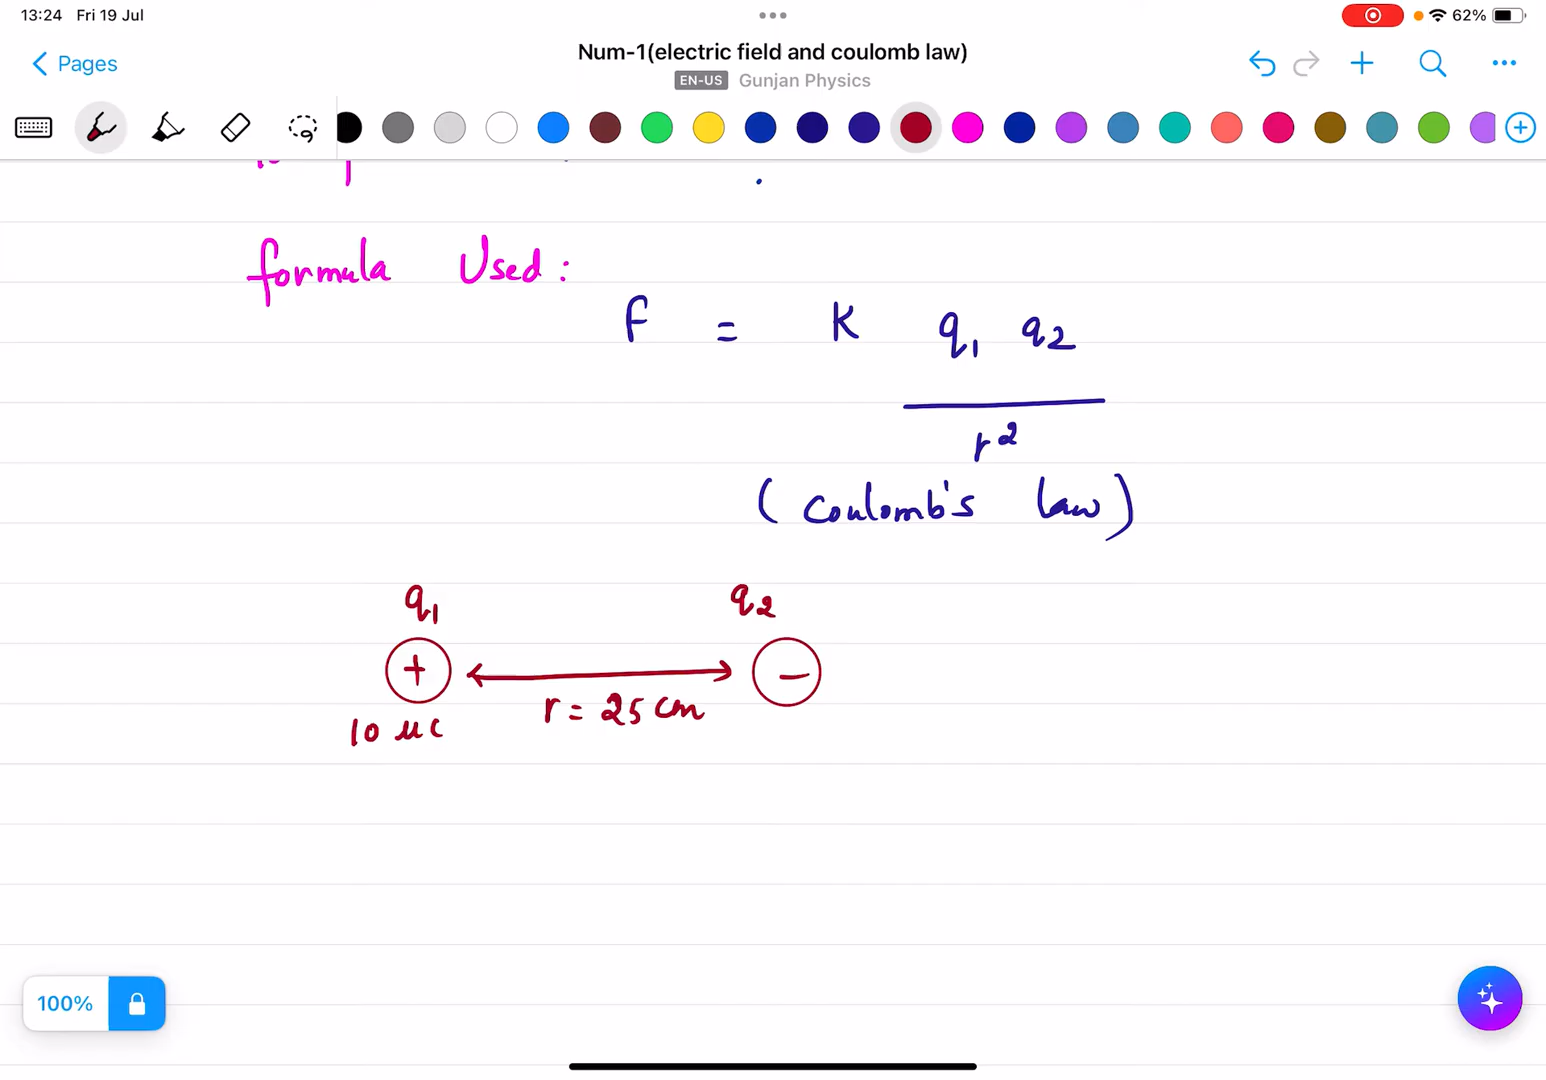 13:24 Fri 19 Jul
62%
Pages
Num-1(electric field and coulomb law)
EN-US Gunjan Physics
formula Used:
F = K q1 q2
r2
(Coulomb's law)
q1 q2
+ −
r = 25 cm
10 μc
100%